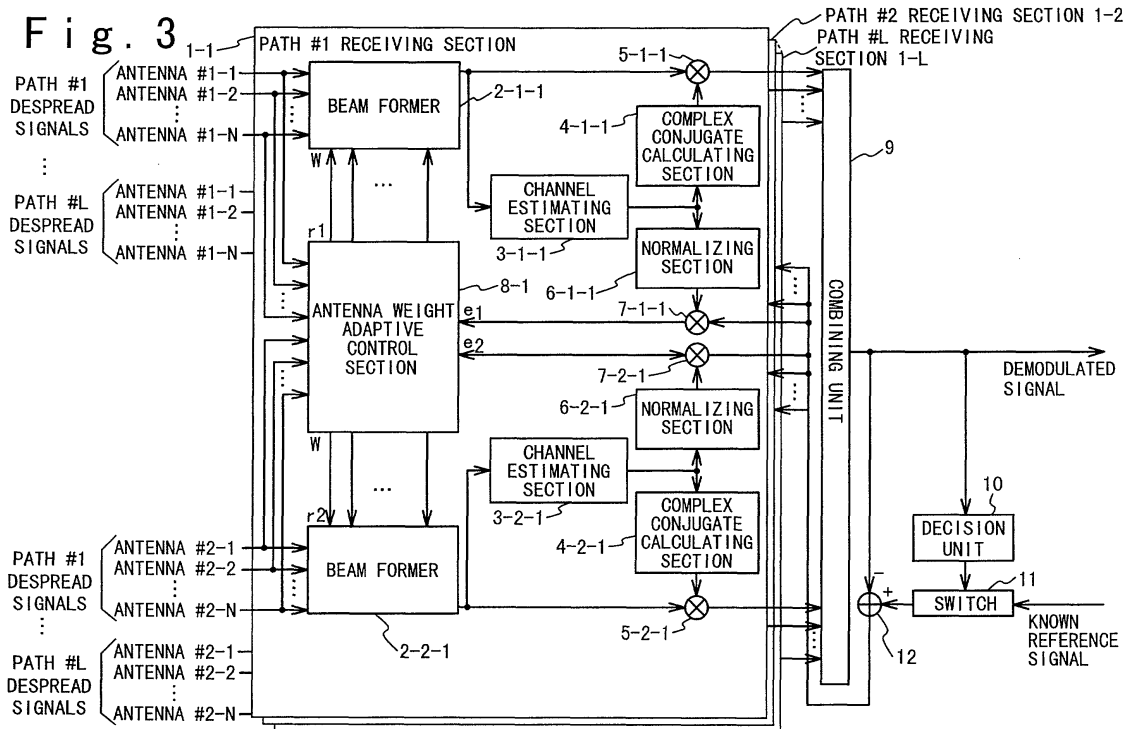 Fig. 3
PATH #2 RECEIVING SECTION 1-2
PATH #L RECEIVING
SECTION 1-L
1-1
PATH #1 RECEIVING SECTION
PATH #1
DESPREAD
SIGNALS
ANTENNA #1-1
ANTENNA #1-2
ANTENNA #1-N
BEAM FORMER
2-1-1
5-1-1
4-1-1
COMPLEX
CONJUGATE
CALCULATING
SECTION
9
PATH #L
DESPREAD
SIGNALS
ANTENNA #1-1
ANTENNA #1-2
ANTENNA #1-N
W
r1
CHANNEL
ESTIMATING
SECTION
3-1-1
NORMALIZING
SECTION
6-1-1
8-1
ANTENNA WEIGHT
ADAPTIVE
CONTROL
SECTION
e1
7-1-1
e2
7-2-1
COMBINING UNIT
DEMODULATED
SIGNAL
6-2-1
NORMALIZING
SECTION
W
r2
CHANNEL
ESTIMATING
SECTION
3-2-1
4-2-1
COMPLEX
CONJUGATE
CALCULATING
SECTION
10
DECISION
UNIT
PATH #1
DESPREAD
SIGNALS
ANTENNA #2-1
ANTENNA #2-2
ANTENNA #2-N
BEAM FORMER
2-2-1
5-2-1
-
+
12
11
SWITCH
KNOWN
REFERENCE
SIGNAL
PATH #L
DESPREAD
SIGNALS
ANTENNA #2-1
ANTENNA #2-2
ANTENNA #2-N